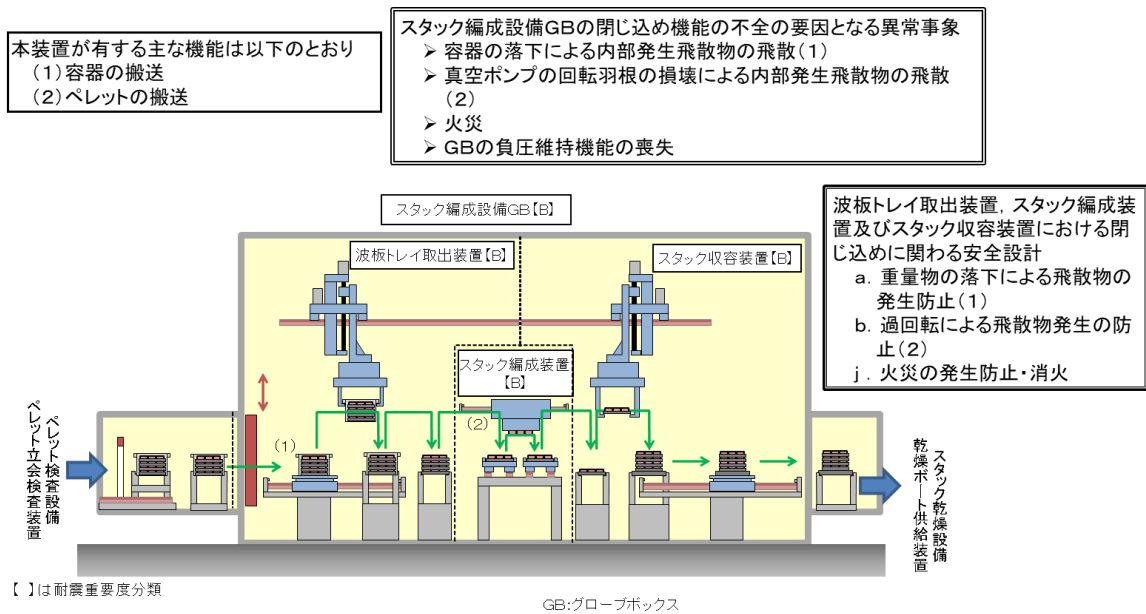 本装置が有する主な機能は以下のとおり
(1)容器の搬送
(2)ペレットの搬送
スタック編成設備GBの閉じ込め機能の不全の要因となる異常事象
➢ 容器の落下による内部発生飛散物の飛散(1)
➢ 真空ポンプの回転羽根の損壊による内部発生飛散物の飛散
(2)
➢ 火災
➢ GBの負圧維持機能の喪失
スタック編成設備GB【B】
波板トレイ取出装置【B】
スタック収容装置【B】
スタック編成装置
【B】
波板トレイ取出装置,スタック編成装
置及びスタック収容装置における閉
じ込めに関わる安全設計
a.重量物の落下による飛散物の
発生防止(1)
b.過回転による飛散物発生の防
止(2)
j.火災の発生防止・消火
(1)
(2)
ペレット検査設備
ペレット立会検査装置
スタック乾燥設備
乾燥ボート供給装置
【 】は耐震重要度分類
GB:グローブボックス